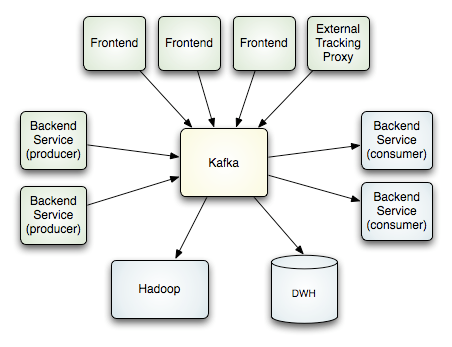 Frontend
Frontend
Frontend
External
Tracking
Proxy
Backend
Service
(producer)
Kafka
Backend
Service
(consumer)
Backend
Service
(producer)
Backend
Service
(consumer)
Hadoop
DWH